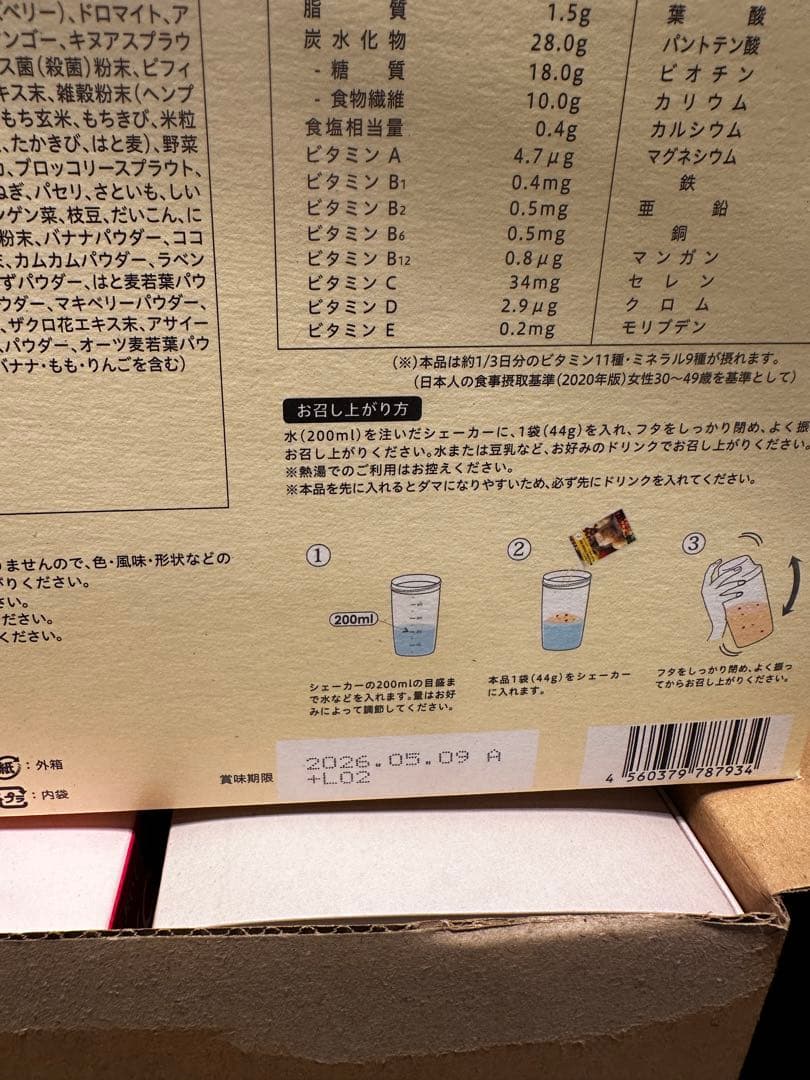 ベリー)、ドロマイト、ア
ンゴー、キヌアスプラウ
ス菌(殺菌)粉末、ビフィ
キス末、雑穀粉末(ヘンプ
もち玄米、もちきび、米粒
、たかきび、はと麦)、野菜
、ブロッコリースプラウト、
ねぎ、パセリ、さといも、しい
ンゲン菜、枝豆、だいこん、に
粉末、バナナパウダー、ココ
、カムカムパウダー、ラベン
ずパウダー、はと麦若葉パウ
ウダー、マキベリーパウダー、
、ザクロ花エキス末、アサイー
パウダー、オーツ麦若葉パウ
バナナ・もも・りんごを含む)
脂質 1.5g
炭水化物 28.0g
- 糖質 18.0g
- 食物繊維 10.0g
食塩相当量 0.4g
ビタミン A 4.7μg
ビタミン B1 0.4mg
ビタミン B2 0.5mg
ビタミン B6 0.5mg
ビタミン B12 0.8μg
ビタミン C 34mg
ビタミン D 2.9μg
ビタミン E 0.2mg
葉酸
パントテン酸
ビオチン
カリウム
カルシウム
マグネシウム
鉄
亜鉛
銅
マンガン
セレン
クロム
モリブデン
(※)本品は約1/3日分のビタミン11種・ミネラル9種が摂れます。
(日本人の食事摂取基準(2020年版)女性30〜49歳を基準として)
お召し上がり方
水(200ml)を注いだシェーカーに、1袋(44g)を入れ、フタをしっかり閉め、よく振
お召し上がりください。水または豆乳など、お好みのドリンクでお召し上がりください。
※熱湯でのご利用はお控えください。
※本品を先に入れるとダマになりやすいため、必ず先にドリンクを入れてください。
りませんので、色・風味・形状などの
がりください。
さい。
ださい。
ください。
①
200ml
シェーカーの200mlの目盛ま
で水などを入れます。量はお好
みによって調節してください。
②
本品1袋(44g)をシェーカー
に入れます。
③
フタをしっかり閉め、よく振っ
てからお召し上がりください。
紙:外箱
プラ:内袋
賞味期限
2026.05.09 A
+L02
4 560379 787934